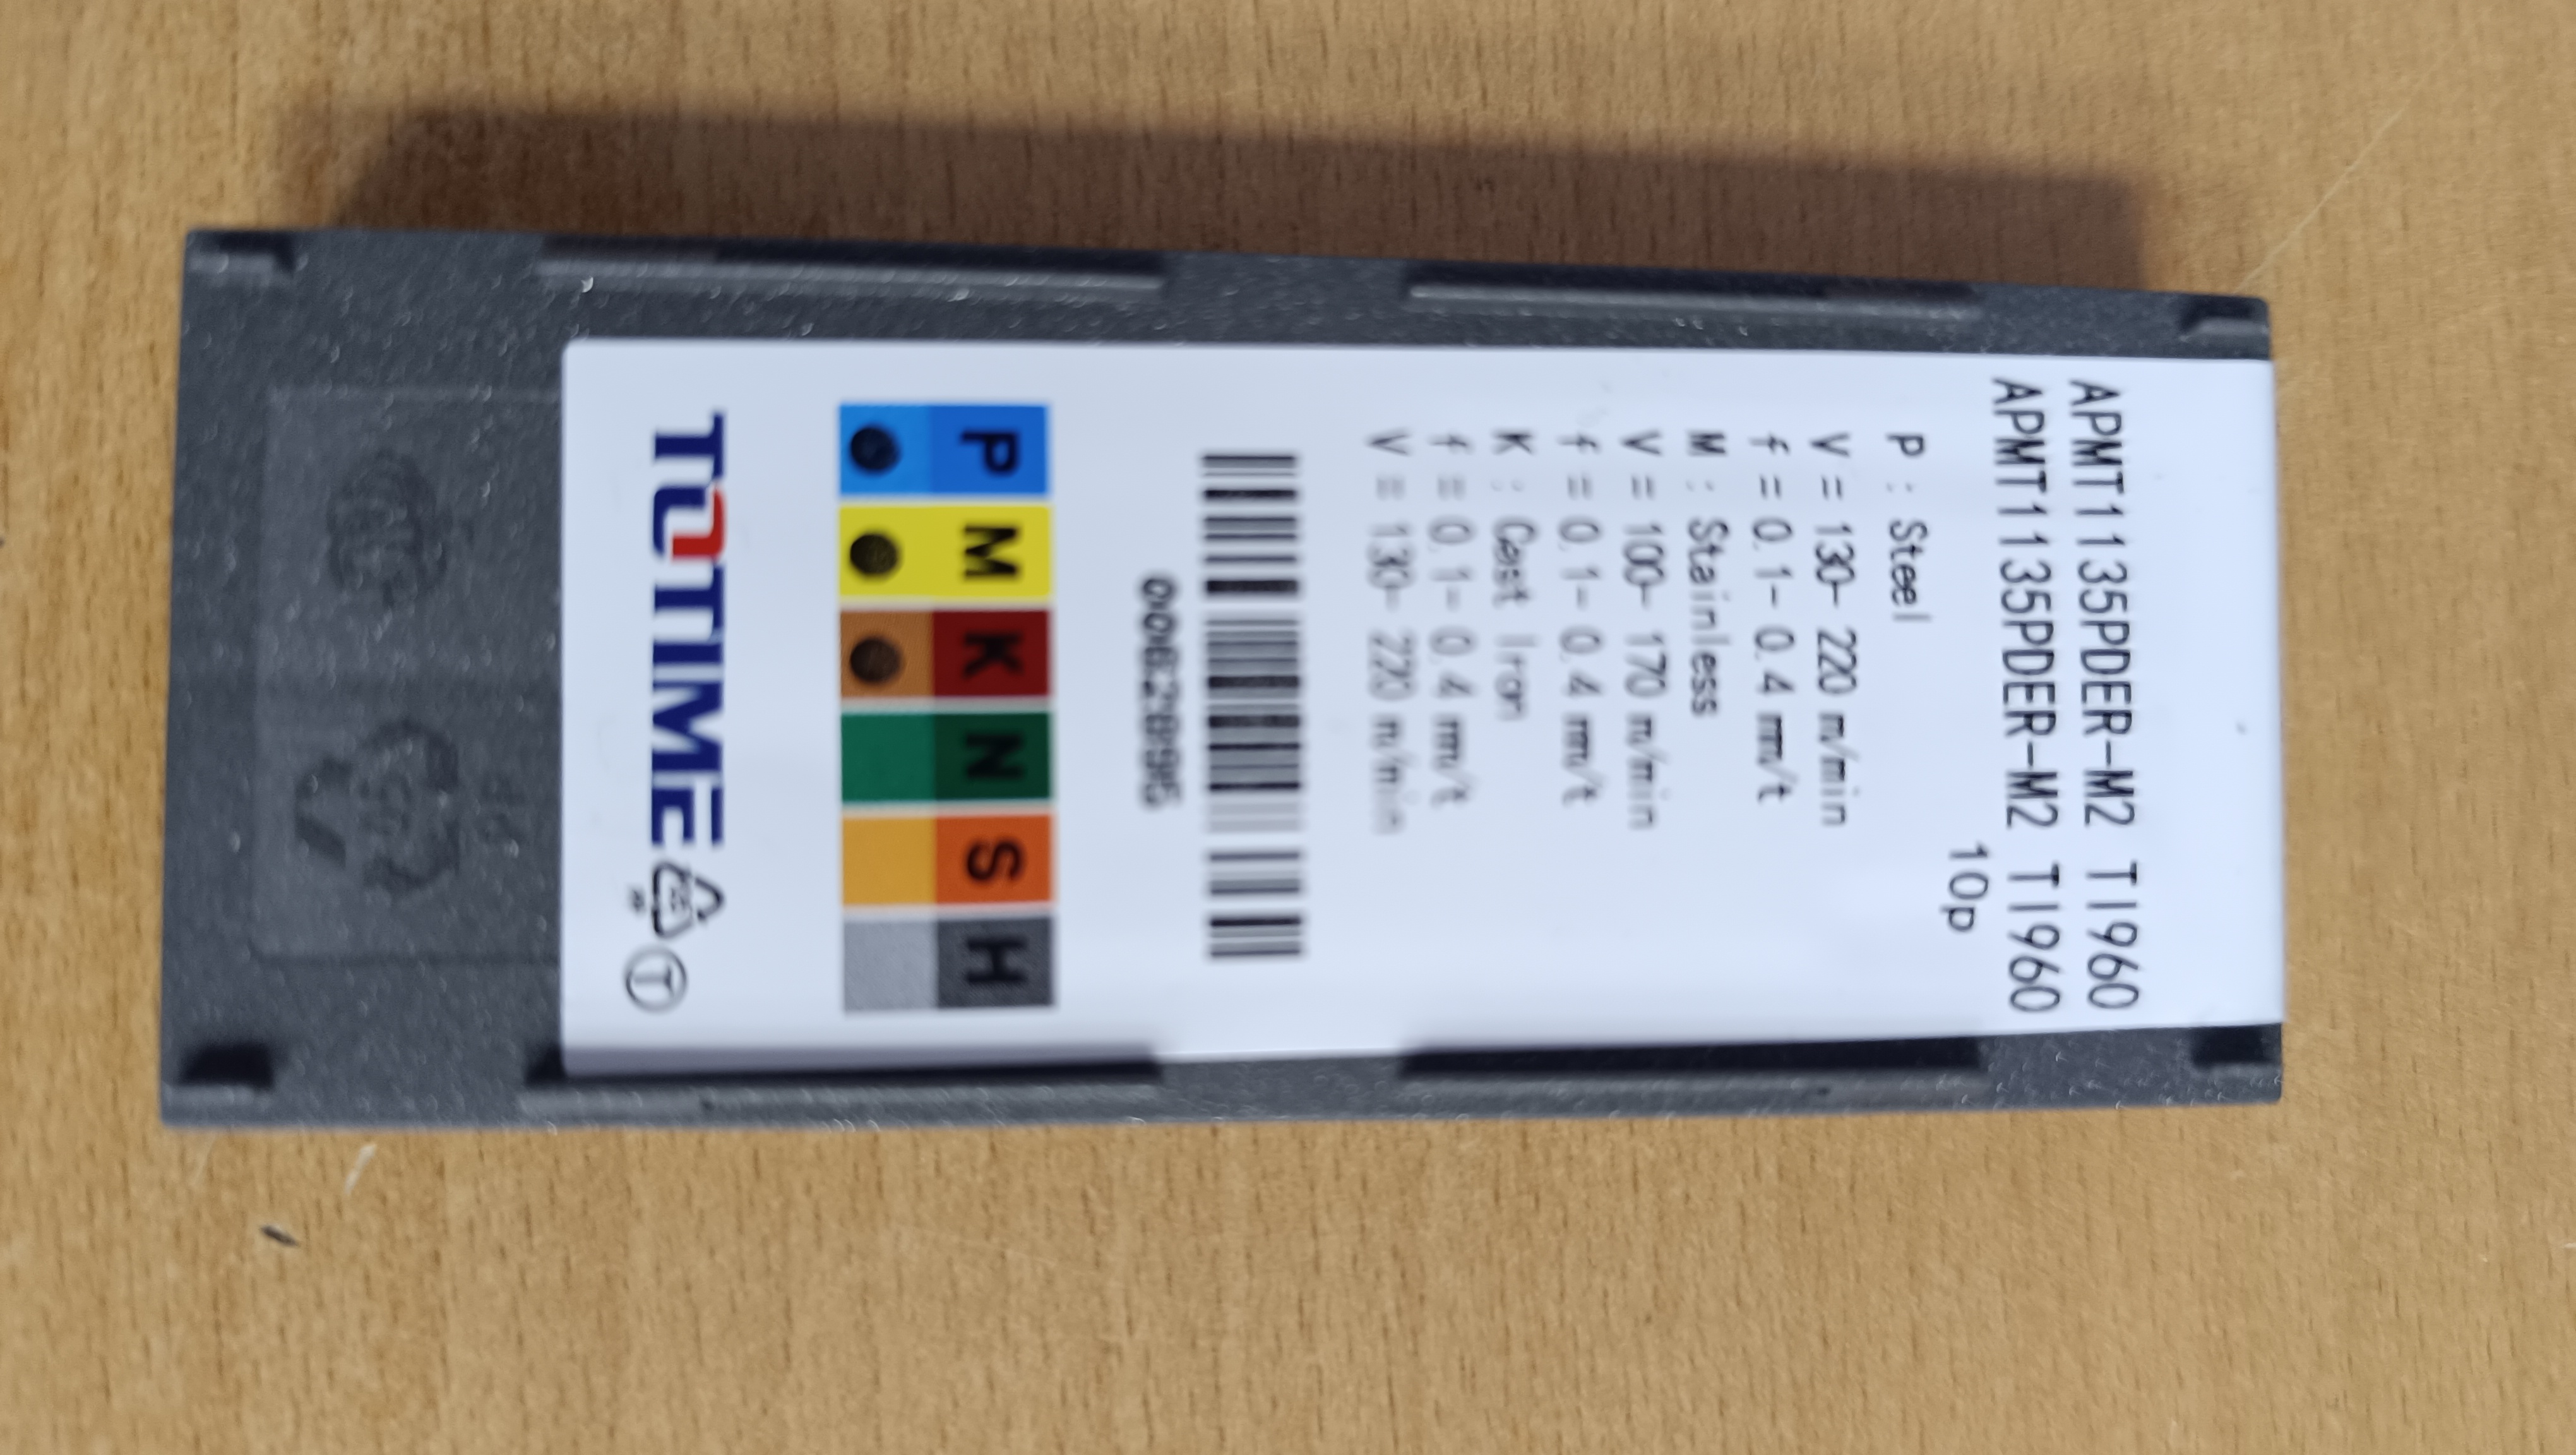 APMT1135PDER-M2 TI960
APMT1135PDER-M2 TI960
10p
P : Steel
V = 130- 220 m/min
f = 0.1- 0.4 mm/t
M : Stainless
V = 100- 170 m/min
f = 0.1- 0.4 mm/t
K : Cast Iron
f = 0.1- 0.4 mm/t
V = 130- 220 m/min
P M K N S H
TOTIME
T